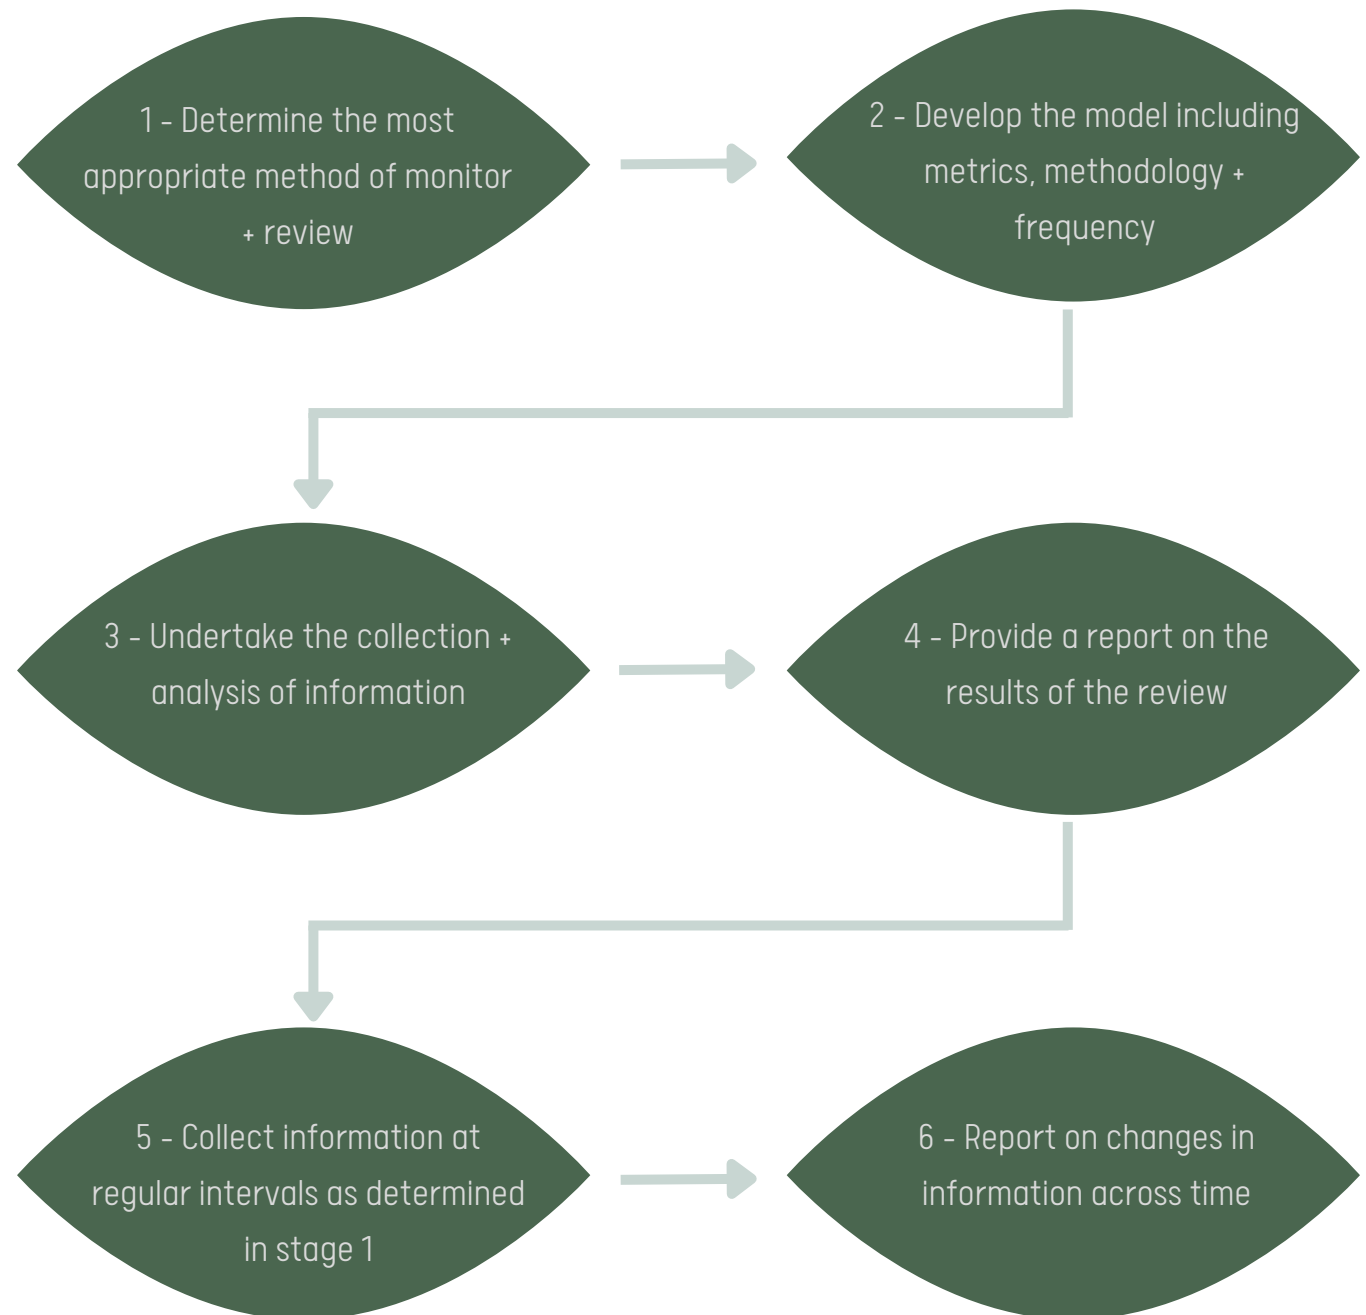 1 - Determine the most
appropriate method of monitor
+ review
2 - Develop the model including
metrics, methodology +
frequency
3 - Undertake the collection +
analysis of information
4 - Provide a report on the
results of the review
5 - Collect information at
regular intervals as determined
in stage 1
6 - Report on changes in
information across time